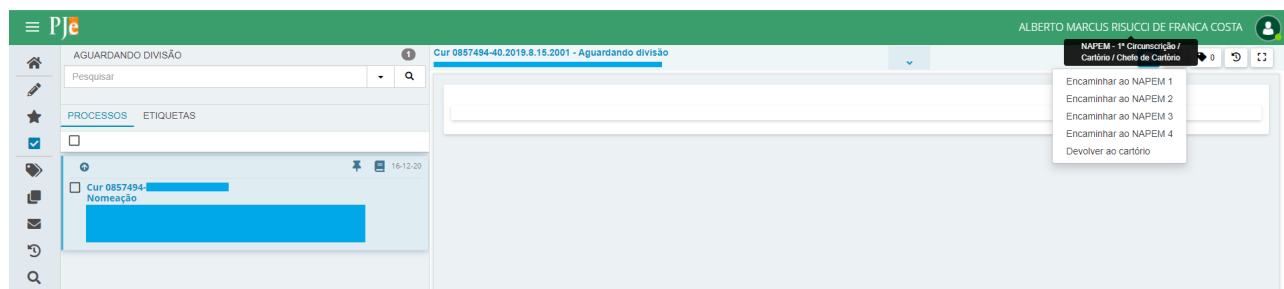 PJe
ALBERTO MARCUS RISUCCI DE FRANCA COSTA
NAPEM - 1ª Circunscrição /
Cartório / Chefe de Cartório
AGUARDANDO DIVISÃO
1
Pesquisar
PROCESSOS ETIQUETAS
16-12-20
Cur 0857494-
Nomeação
Cur 0857494-40.2019.8.15.2001 - Aguardando divisão
0
Encaminhar ao NAPEM 1
Encaminhar ao NAPEM 2
Encaminhar ao NAPEM 3
Encaminhar ao NAPEM 4
Devolver ao cartório